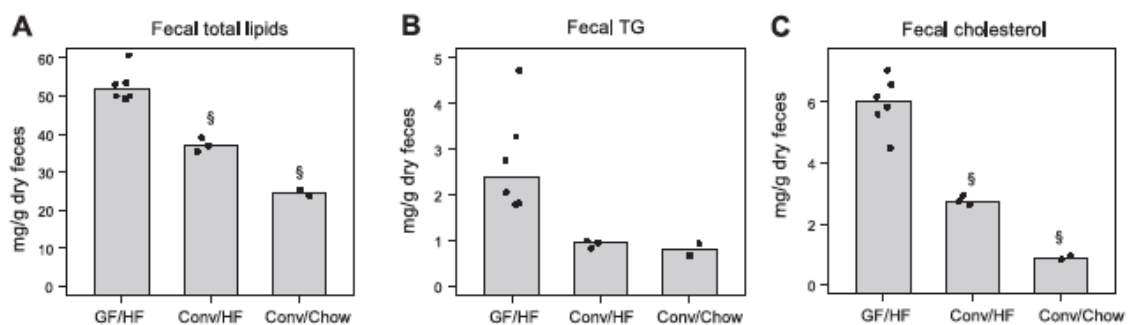 A Fecal total lipids
mg/g dry feces
60
50
40
30
20
10
0
§
§
GF/HF Conv/HF Conv/Chow
B Fecal TG
mg/g dry feces
5
4
3
2
1
0
GF/HF Conv/HF Conv/Chow
C Fecal cholesterol
mg/g dry feces
6
4
2
0
§
§
GF/HF Conv/HF Conv/Chow